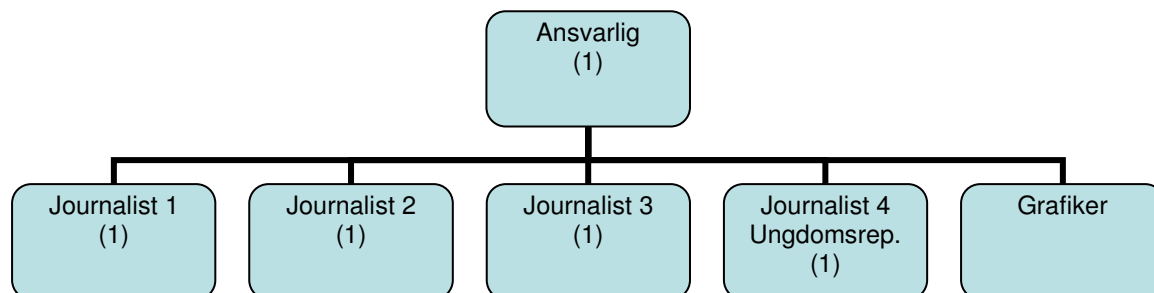 Ansvarlig
(1)
Journalist 1
(1)
Journalist 2
(1)
Journalist 3
(1)
Journalist 4
Ungdomsrep.
(1)
Grafiker